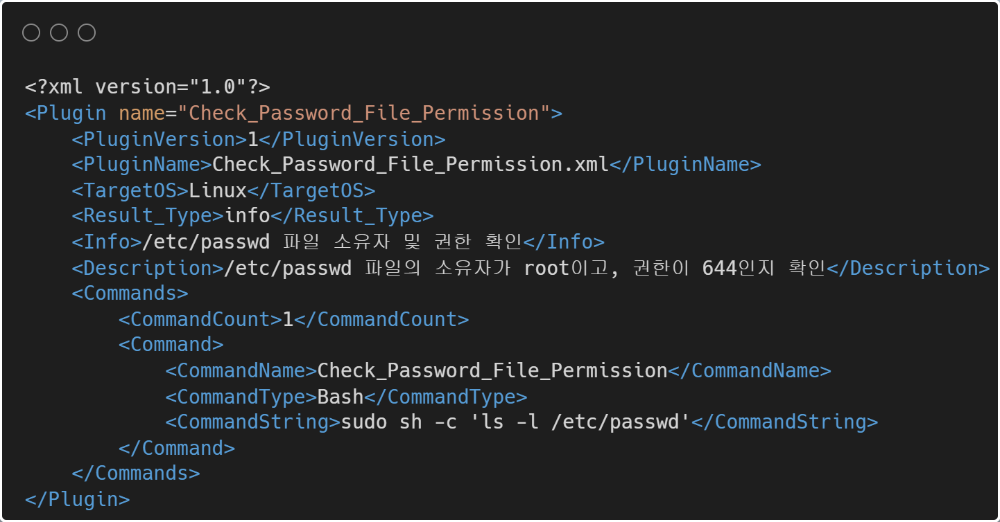 <?xml version="1.0"?>
<Plugin name="Check_Password_File_Permission">
    <PluginVersion>1</PluginVersion>
    <PluginName>Check_Password_File_Permission.xml</PluginName>
    <TargetOS>Linux</TargetOS>
    <Result_Type>info</Result_Type>
    <Info>/etc/passwd 파일 소유자 및 권한 확인</Info>
    <Description>/etc/passwd 파일의 소유자가 root이고, 권한이 644인지 확인</Description>
    <Commands>
        <CommandCount>1</CommandCount>
        <Command>
            <CommandName>Check_Password_File_Permission</CommandName>
            <CommandType>Bash</CommandType>
            <CommandString>sudo sh -c 'ls -l /etc/passwd'</CommandString>
        </Command>
    </Commands>
</Plugin>